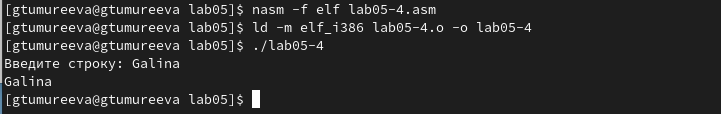 [gtumureeva@gtumureeva lab05]$ nasm -f elf lab05-4.asm
[gtumureeva@gtumureeva lab05]$ ld -m elf_i386 lab05-4.o -o lab05-4
[gtumureeva@gtumureeva lab05]$ ./lab05-4
Введите строку: Galina
Galina
[gtumureeva@gtumureeva lab05]$